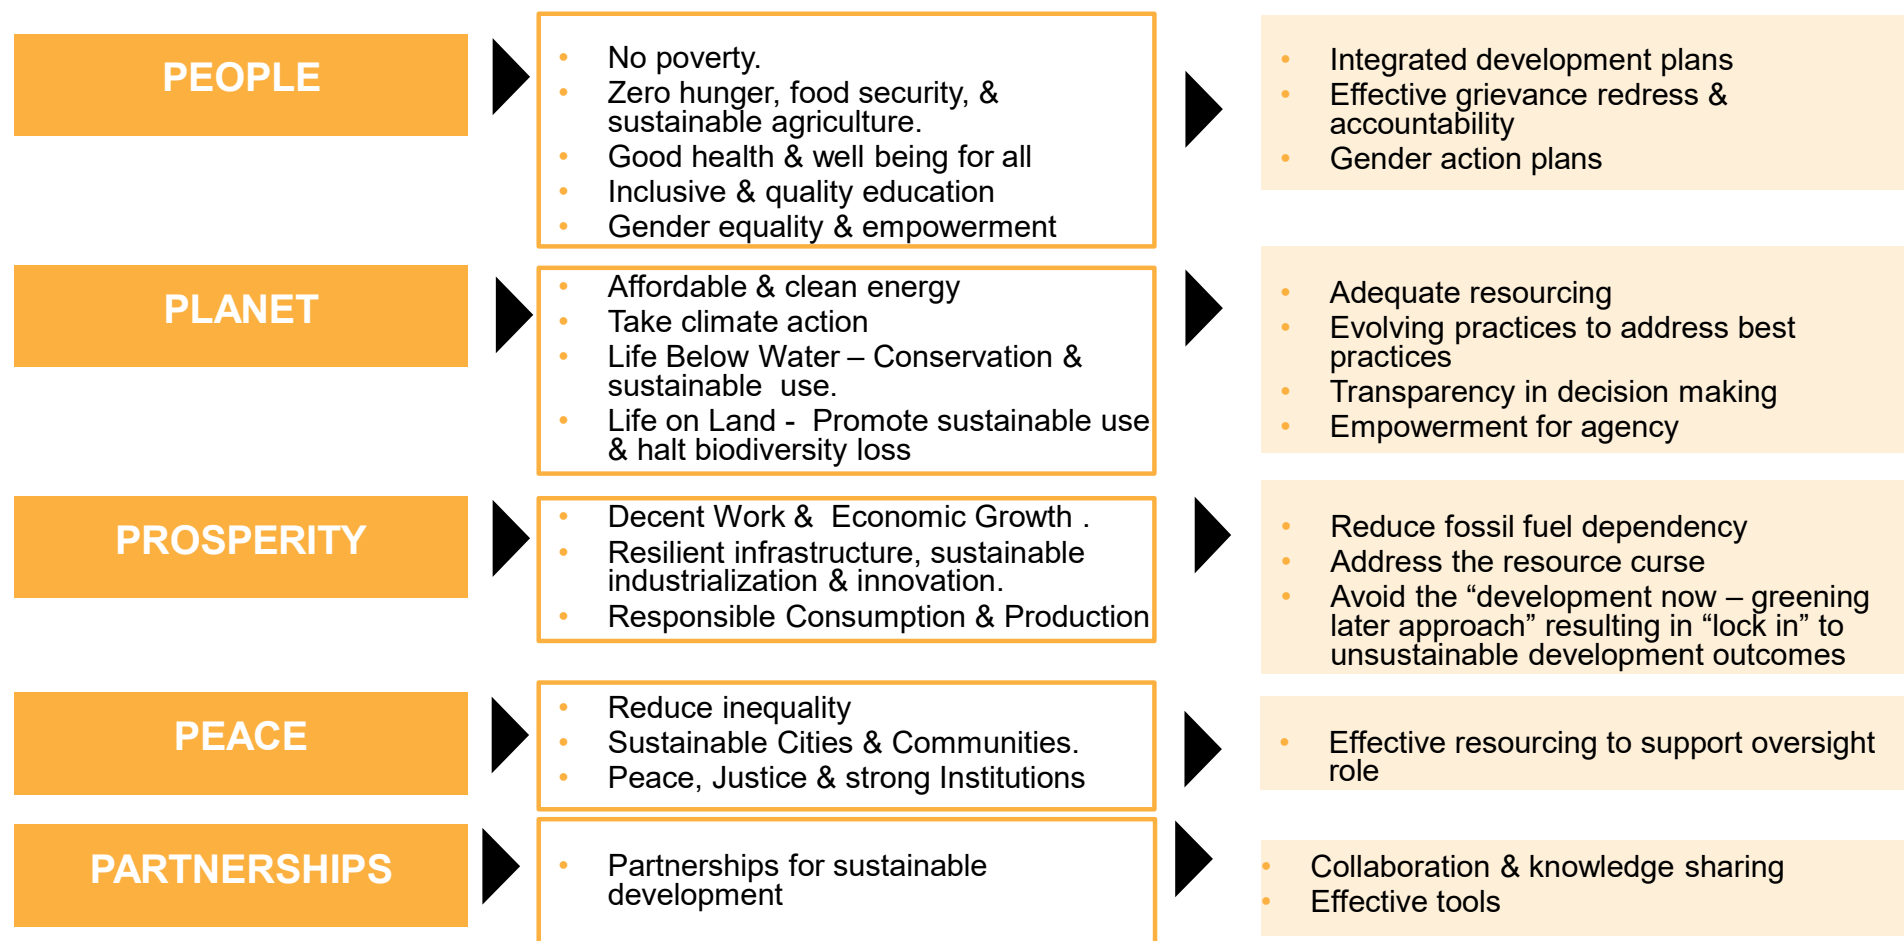 PEOPLE
• No poverty.
• Zero hunger, food security, &
sustainable agriculture.
• Good health & well being for all
• Inclusive & quality education
• Gender equality & empowerment
• Integrated development plans
• Effective grievance redress &
accountability
• Gender action plans
PLANET
• Affordable & clean energy
• Take climate action
• Life Below Water – Conservation &
sustainable  use.
• Life on Land -  Promote sustainable use
& halt biodiversity loss
• Adequate resourcing
• Evolving practices to address best
practices
• Transparency in decision making
• Empowerment for agency
PROSPERITY
• Decent Work &  Economic Growth .
• Resilient infrastructure, sustainable
industrialization & innovation.
• Responsible Consumption & Production
• Reduce fossil fuel dependency
• Address the resource curse
• Avoid the “development now – greening
later approach” resulting in “lock in” to
unsustainable development outcomes
PEACE
• Reduce inequality
• Sustainable Cities & Communities.
• Peace, Justice & strong Institutions
• Effective resourcing to support oversight
role
PARTNERSHIPS
• Partnerships for sustainable
development
• Collaboration & knowledge sharing
• Effective tools